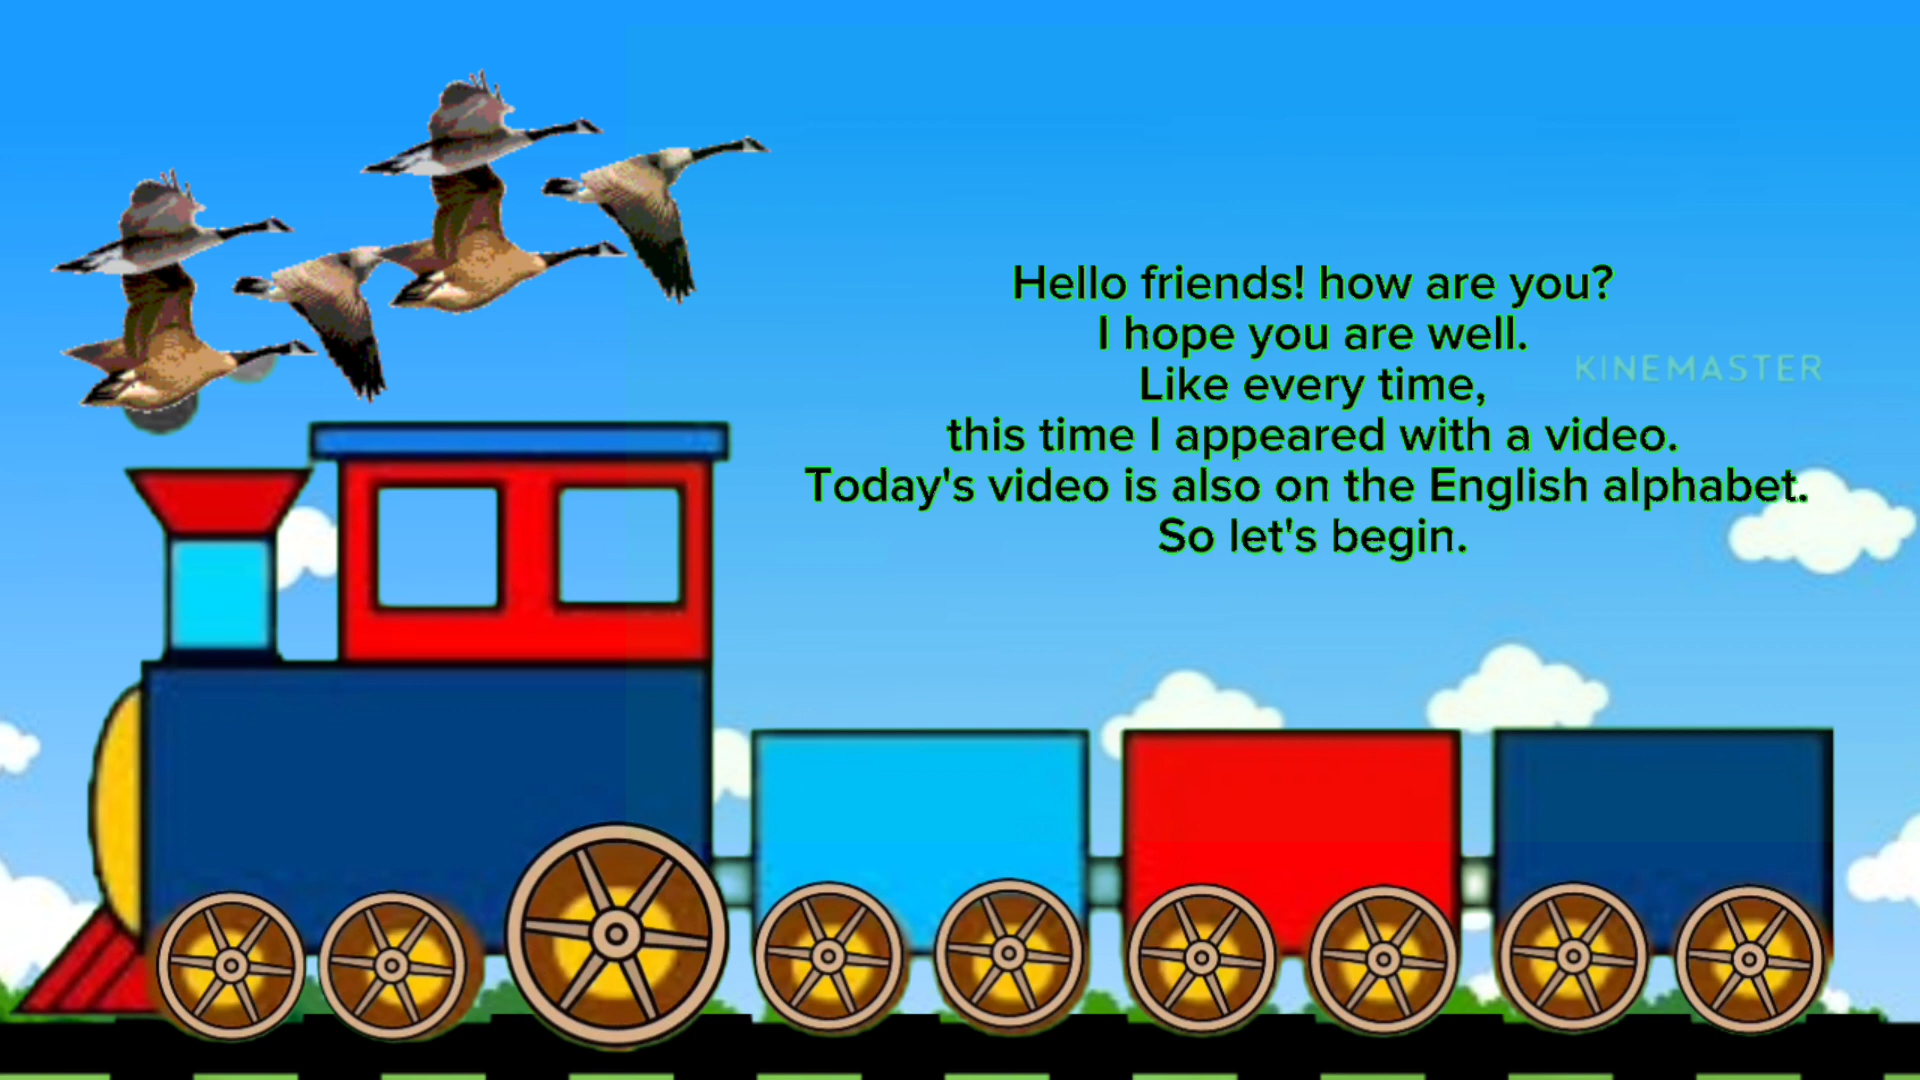 Hello friends! how are you?
I hope you are well.
KINEMASTER
Like every time,
this time I appeared with a video.
Today's video is also on the English alphabet.
So let's begin.